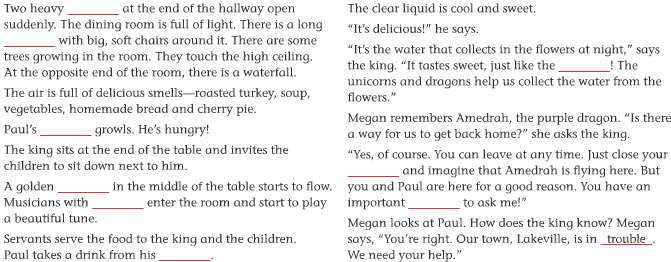 Two heavy ________ at the end of the hallway open
suddenly. The dining room is full of light. There is a long
________ with big, soft chairs around it. There are some
trees growing in the room. They touch the high ceiling.
At the opposite end of the room, there is a waterfall.
The air is full of delicious smells—roasted turkey, soup,
vegetables, homemade bread and cherry pie.
Paul's ________ growls. He's hungry!
The king sits at the end of the table and invites the
children to sit down next to him.
A golden ________ in the middle of the table starts to flow.
Musicians with ________ enter the room and start to play
a beautiful tune.
Servants serve the food to the king and the children.
Paul takes a drink from his ________.
The clear liquid is cool and sweet.
“It's delicious!” he says.
“It's the water that collects in the flowers at night,” says
the king. “It tastes sweet, just like the ________! The
unicorns and dragons help us collect the water from the
flowers.”
Megan remembers Amedrah, the purple dragon. “Is there
a way for us to get back home?” she asks the king.
“Yes, of course. You can leave at any time. Just close your
________ and imagine that Amedrah is flying here. But
you and Paul are here for a good reason. You have an
important ________ to ask me!”
Megan looks at Paul. How does the king know? Megan
says, “You're right. Our town, Lakeville, is in trouble.
We need your help.”